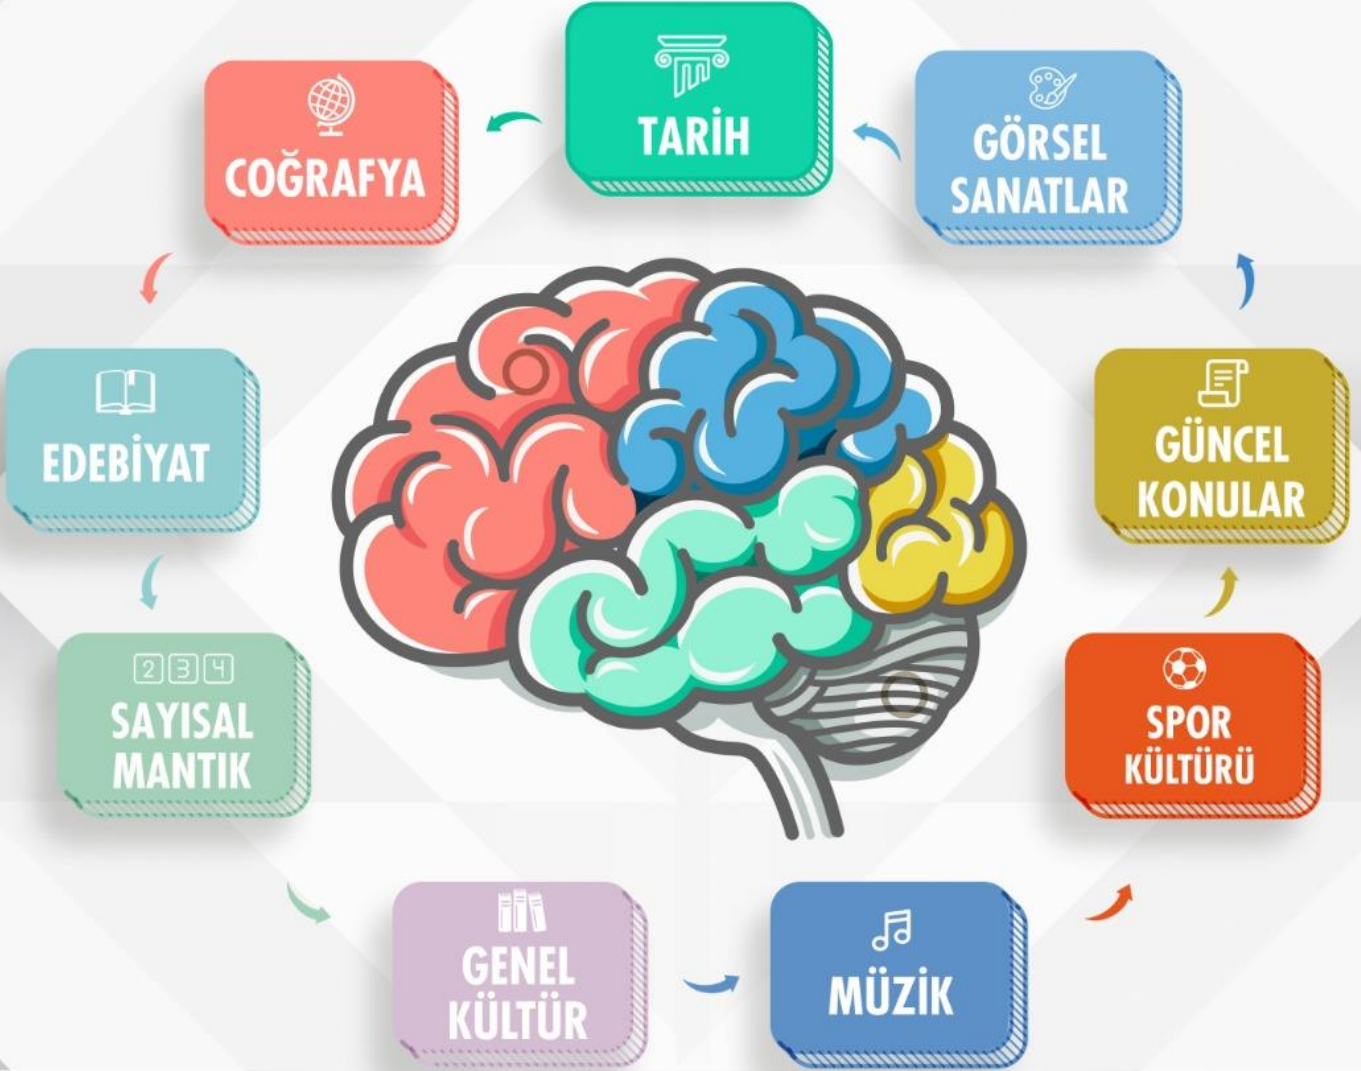 TARİH
COĞRAFYA
GÖRSEL
SANATLAR
EDEBİYAT
GÜNCEL
KONULAR
2 3 4
SAYISAL
MANTIK
SPOR
KÜLTÜRÜ
GENEL
KÜLTÜR
MÜZİK